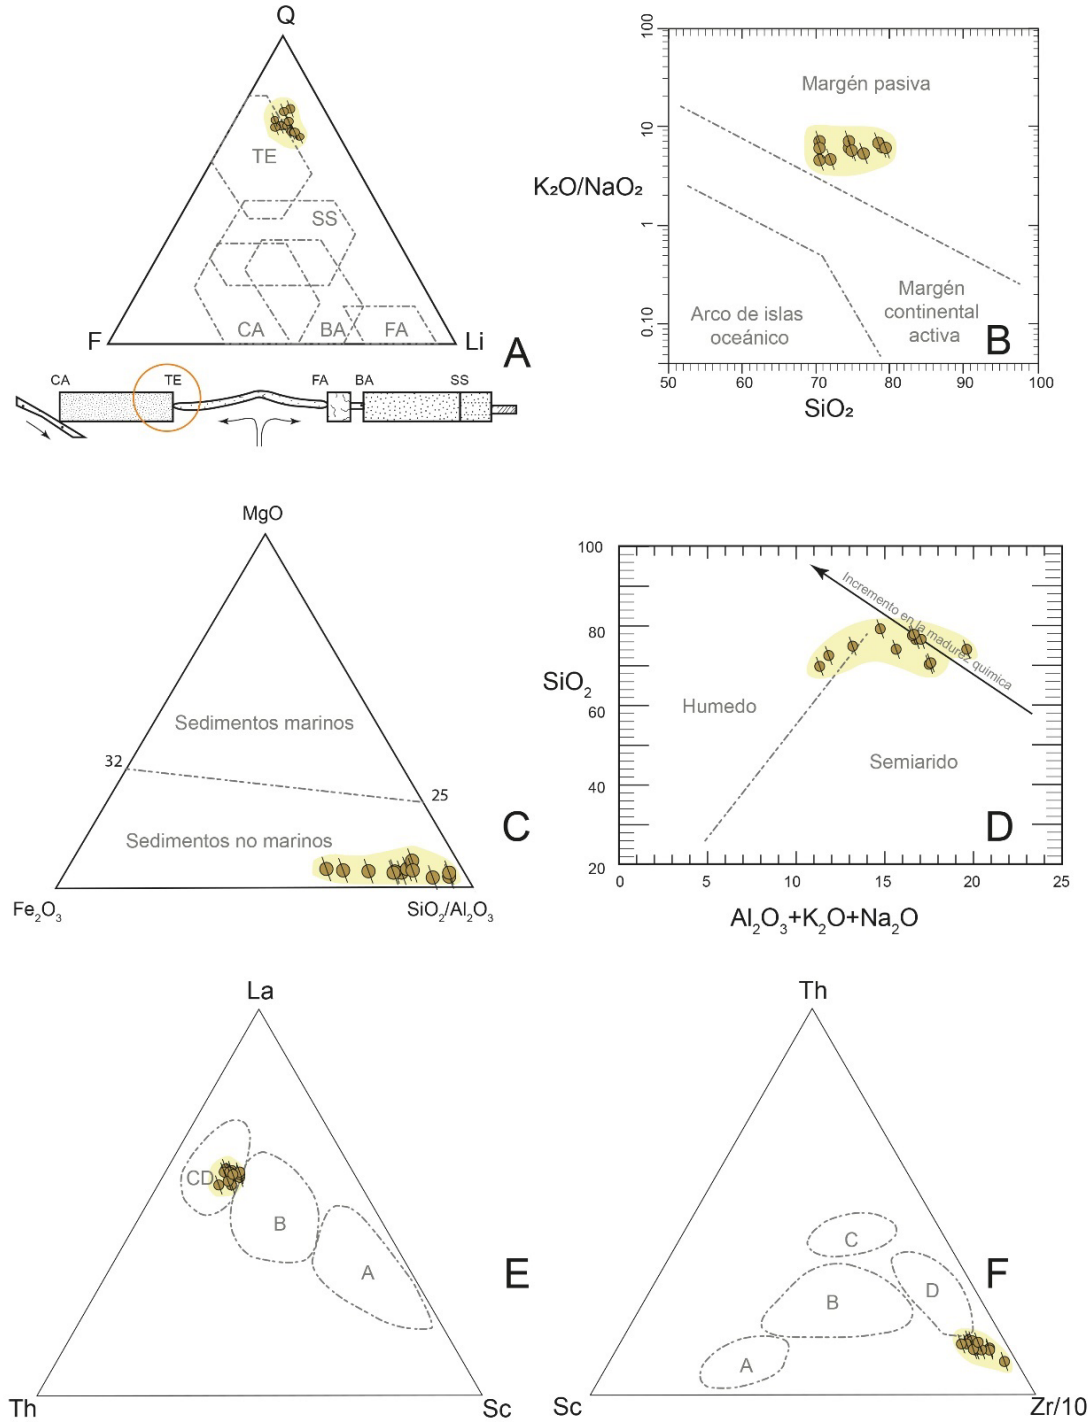 Q
TE
SS
CA
BA
FA
F
Li
A
CA
TE
FA
BA
SS
100
10
1
0.10
K₂O/NaO₂
Margén pasiva
Margén
continental
activa
Arco de islas
oceánico
B
50
60
70
80
90
100
SiO₂
MgO
Sedimentos marinos
32
25
Sedimentos no marinos
C
Fe₂O₃
SiO₂/Al₂O₃
100
80
60
40
20
SiO₂
Incremento en la madurez quimica
Humedo
Semiarido
D
0
5
10
15
20
25
Al₂O₃+K₂O+Na₂O
La
CD
B
A
E
Th
Sc
Th
C
D
B
A
F
Sc
Zr/10